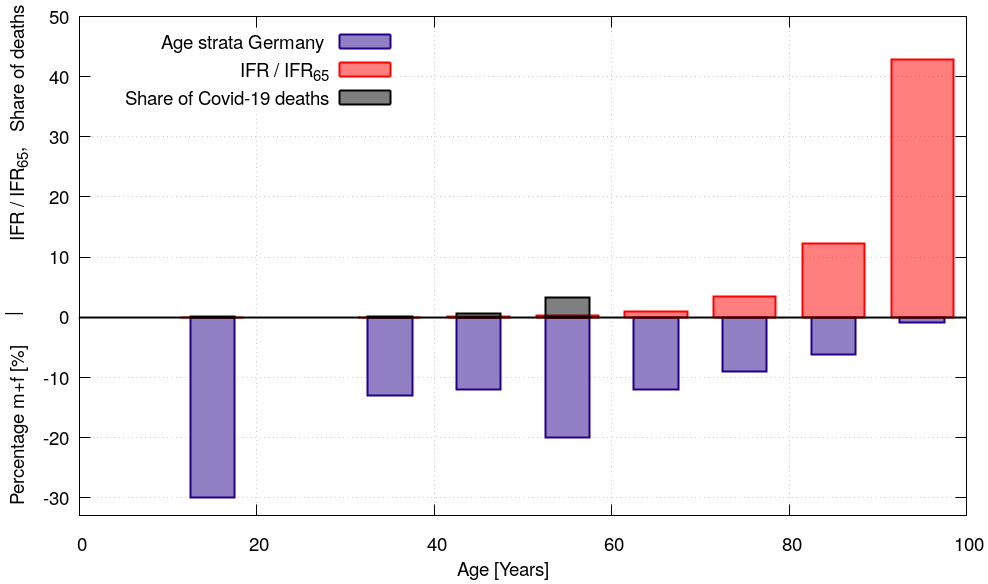 Age strata Germany
IFR / IFR65
Share of Covid-19 deaths
Percentage m+f [%] | IFR / IFR65, Share of deaths
50
40
30
20
10
0
-10
-20
-30
0 20 40 60 80 100
Age [Years]